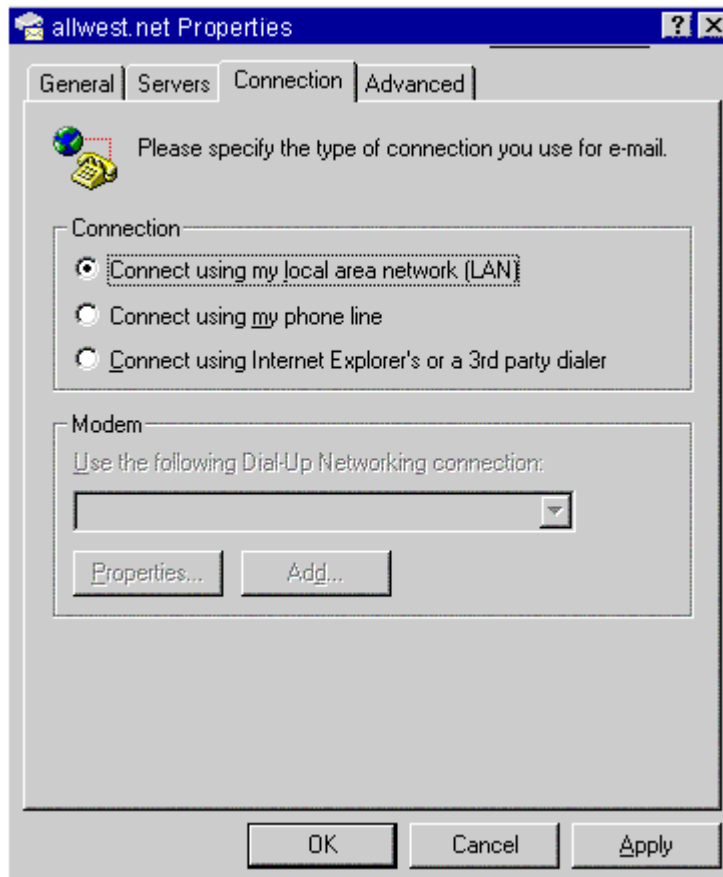 allwest.net Properties
General Servers Connection Advanced
Please specify the type of connection you use for e-mail.
Connection
Connect using my local area network (LAN)
Connect using my phone line
Connect using Internet Explorer's or a 3rd party dialer
Modem
Use the following Dial-Up Networking connection:
Properties... Add...
OK Cancel Apply